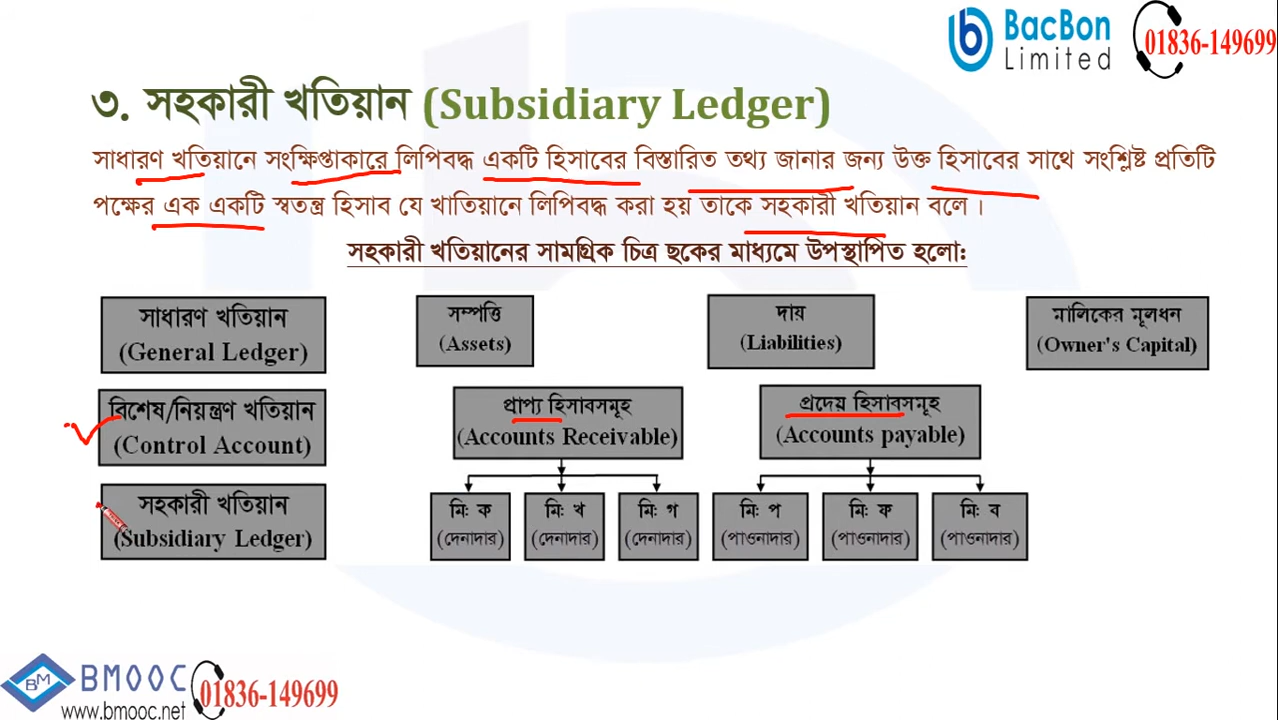 BacBon
Limited
01836-149699
৩. সহকারী খতিয়ান (Subsidiary Ledger)
সাধারণ খতিয়ানে সংক্ষিপ্তাকারে লিপিবদ্ধ একটি হিসাবের বিস্তারিত তথ্য জানার জন্য উক্ত হিসাবের সাথে সংশ্লিষ্ট প্রতিটি
পক্ষের এক একটি স্বতন্ত্র হিসাব যে খাতিয়ানে লিপিবদ্ধ করা হয় তাকে সহকারী খতিয়ান বলে ।
সহকারী খতিয়ানের সামগ্রিক চিত্র ছকের মাধ্যমে উপস্থাপিত হলো:
সাধারণ খতিয়ান
(General Ledger)
সম্পত্তি
(Assets)
দায়
(Liabilities)
মালিকের মূলধন
(Owner's Capital)
বিশেষ/নিয়ন্ত্রণ খতিয়ান
(Control Account)
প্রাপ্য হিসাবসমূহ
(Accounts Receivable)
প্রদেয় হিসাবসমূহ
(Accounts payable)
সহকারী খতিয়ান
(Subsidiary Ledger)
মিঃ ক
(দেনাদার)
মিঃ খ
(দেনাদার)
মিঃ গ
(দেনাদার)
মিঃ প
(পাওনাদার)
মিঃ ফ
(পাওনাদার)
মিঃ ব
(পাওনাদার)
BM
BMOOC
www.bmooc.net
01836-149699